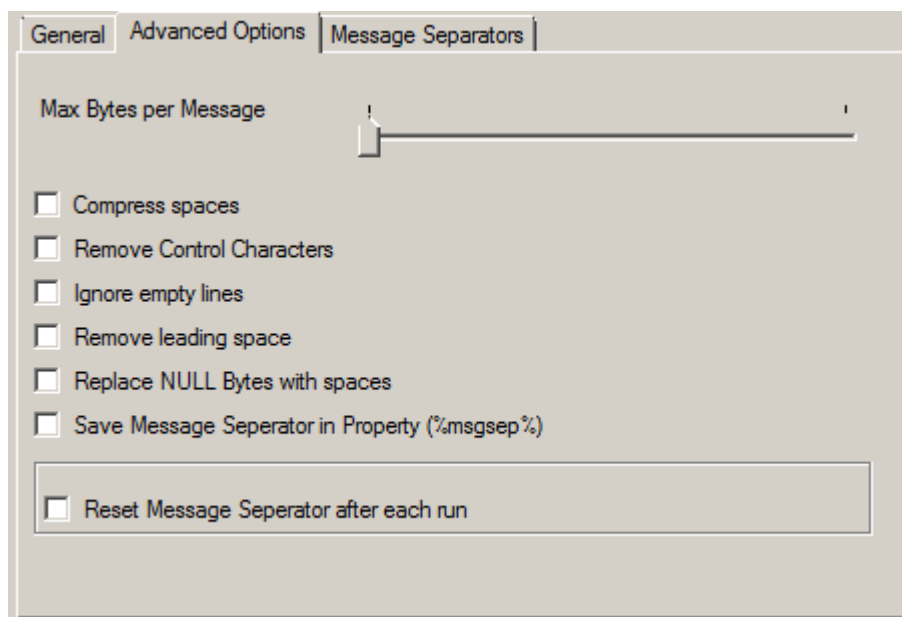 General Advanced Options Message Separators
Max Bytes per Message
Compress spaces
Remove Control Characters
Ignore empty lines
Remove leading space
Replace NULL Bytes with spaces
Save Message Seperator in Property (%msgsep%)
Reset Message Seperator after each run